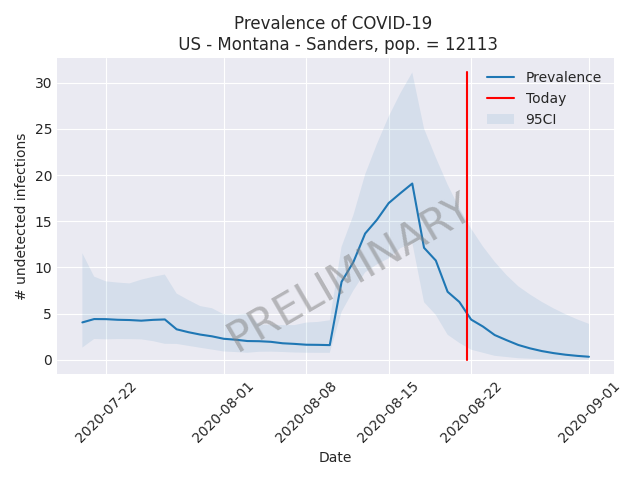 Prevalence of COVID-19
US - Montana - Sanders, pop. = 12113
# undetected infections
30
25
20
15
10
5
0
Prevalence
Today
95CI
PRELIMINARY
2020-07-22
2020-08-01
2020-08-08
2020-08-15
2020-08-22
2020-09-01
Date